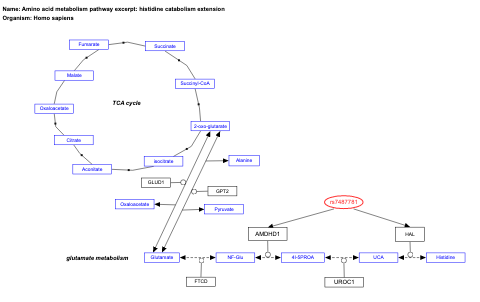 Name: Amino acid metabolism pathway excerpt: histidine catabolism extension
Organism: Homo sapiens
Fumarate
Succinate
Malate
Succinyl-CoA
TCA cycle
Oxaloacetate
2-oxo-glutarate
Citrate
isocitrate
Alanine
Aconitate
GLUD1
GPT2
Oxaloacetate
Pyruvate
rs7487781
AMDHD1
HAL
glutamate metabolism
Glutamate
NF-Glu
4I-5PROA
UCA
Histidine
FTCD
UROC1